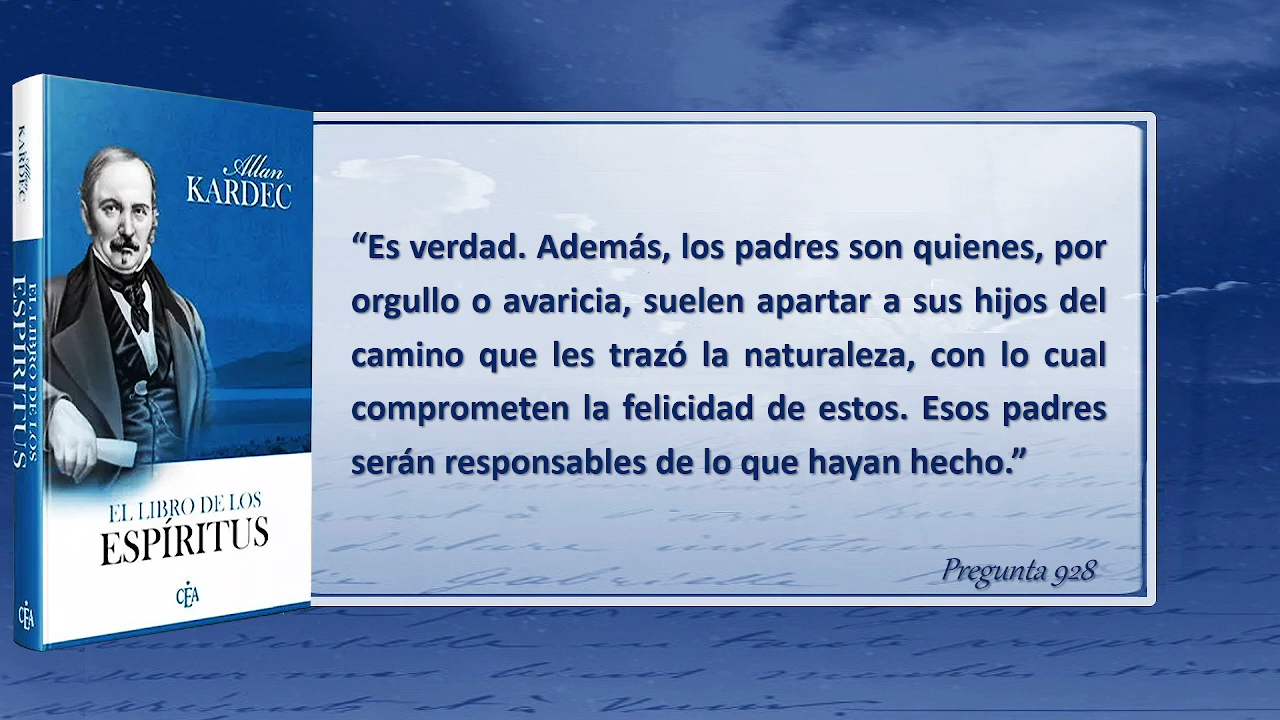 Allan
KARDEC
EL LIBRO DE LOS
ESPÍRITUS
CEA
Allan
KARDEC
EL LIBRO DE LOS
ESPÍRITUS
CEA
“Es verdad. Además, los padres son quienes, por
orgullo o avaricia, suelen apartar a sus hijos del
camino que les trazó la naturaleza, con lo cual
comprometen la felicidad de estos. Esos padres
serán responsables de lo que hayan hecho.”
Pregunta 928